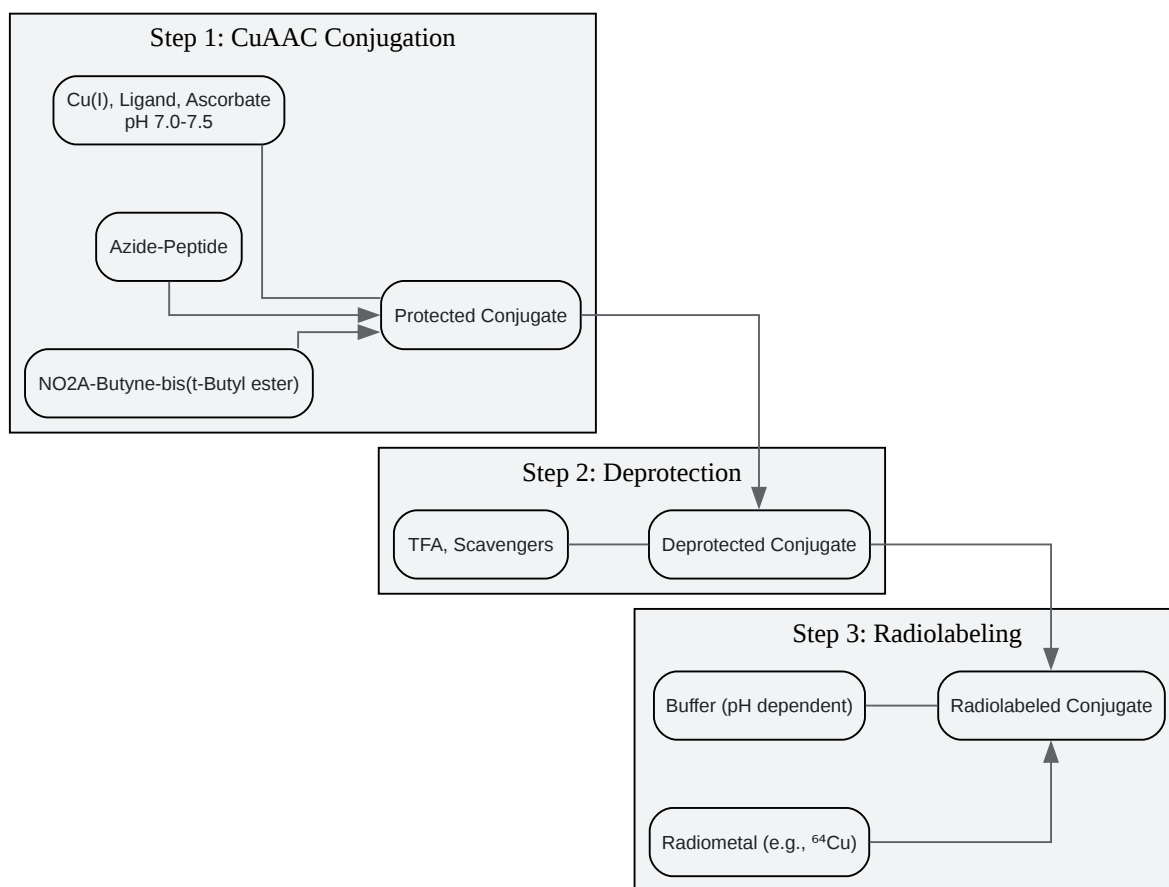 Step 1: CuAAC Conjugation
Cu(I), Ligand, Ascorbate
pH 7.0-7.5
Azide-Peptide
Protected Conjugate
NO2A-Butyne-bis(t-Butyl ester)
Step 2: Deprotection
TFA, Scavengers
Deprotected Conjugate
Step 3: Radiolabeling
Buffer (pH dependent)
Radiolabeled Conjugate
Radiometal (e.g., ⁶⁴Cu)